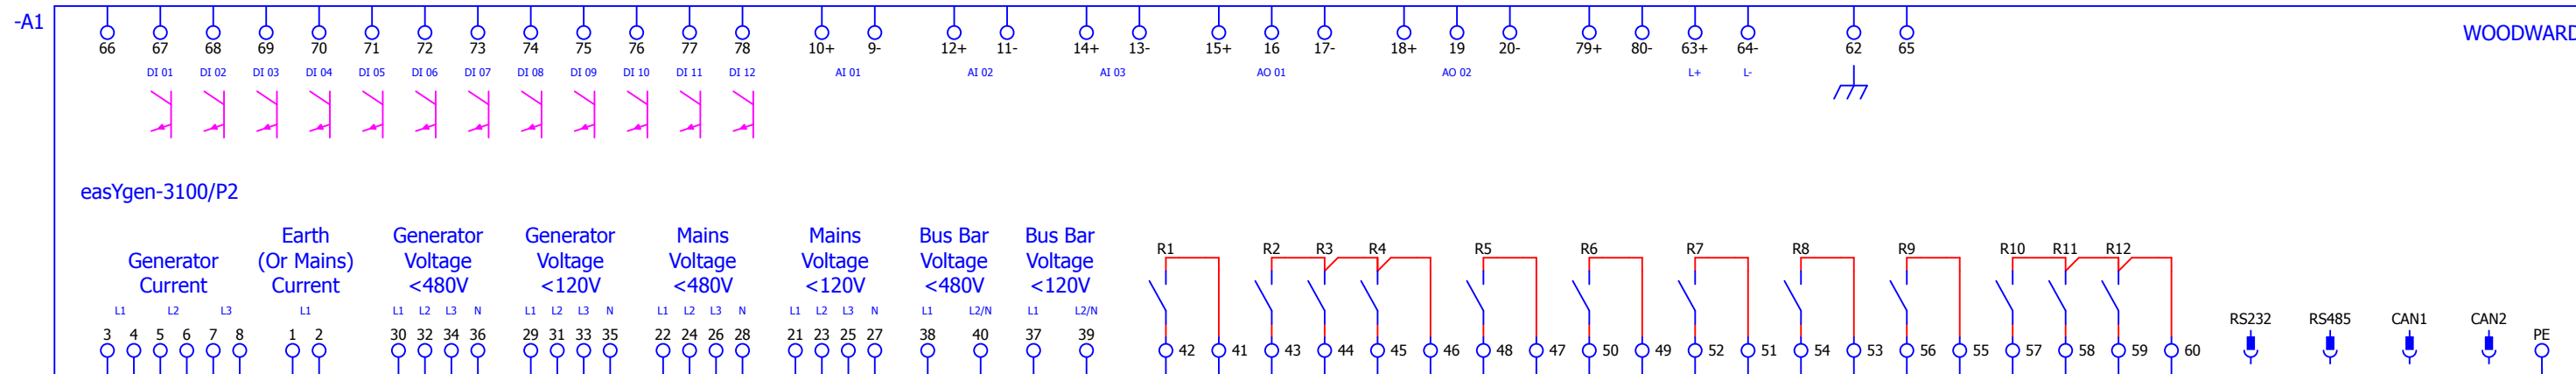 -A1
WOODWARD
66 67 68 69 70 71 72 73 74 75 76 77 78 10+ 9- 12+ 11- 14+ 13- 15+ 16 17- 18+ 19 20- 79+ 80- 63+ 64- 62 65
DI 01 DI 02 DI 03 DI 04 DI 05 DI 06 DI 07 DI 08 DI 09 DI 10 DI 11 DI 12 AI 01 AI 02 AI 03 AO 01 AO 02 L+ L-
easYgen-3100/P2
Generator
Current
Earth
(Or Mains)
Current
Generator
Voltage
<480V
Generator
Voltage
<120V
Mains
Voltage
<480V
Mains
Voltage
<120V
Bus Bar
Voltage
<480V
Bus Bar
Voltage
<120V
R1 R2 R3 R4 R5 R6 R7 R8 R9 R10 R11 R12
L1 L2 L3 L1 L1 L2 L3 N L1 L2 L3 N L1 L2 L3 N L1 L2 L3 N L1 L2/N L1 L2/N
RS232 RS485 CAN1 CAN2 PE
3 4 5 6 7 8 1 2 30 32 34 36 29 31 33 35 22 24 26 28 21 23 25 27 38 40 37 39
42 41 43 44 45 46 48 47 50 49 52 51 54 53 56 55 57 58 59 60